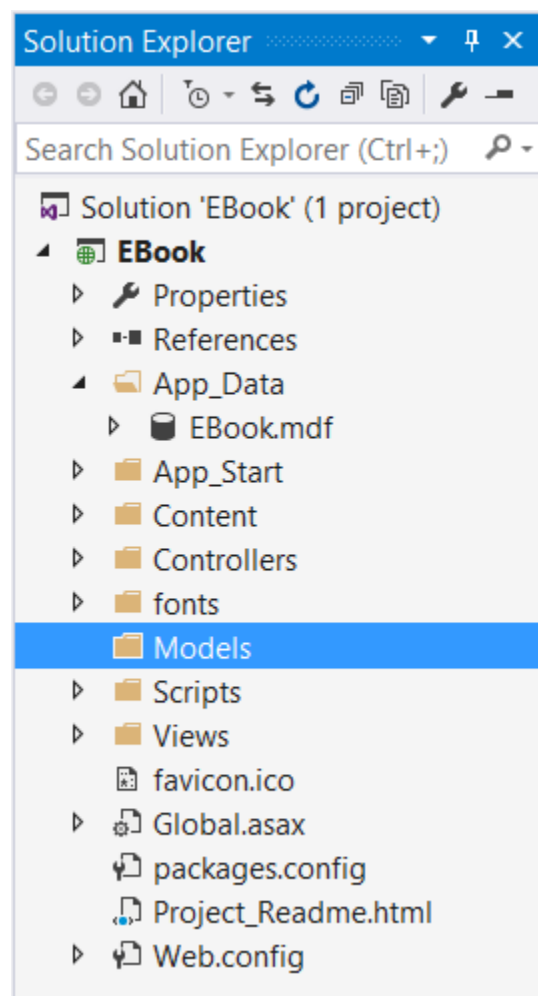 Solution Explorer
Search Solution Explorer (Ctrl+;)
Solution 'EBook' (1 project)
EBook
Properties
References
App_Data
EBook.mdf
App_Start
Content
Controllers
fonts
Models
Scripts
Views
favicon.ico
Global.asax
packages.config
Project_Readme.html
Web.config